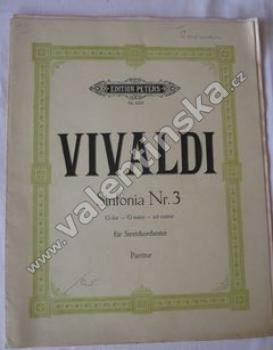 EDITION PETERS
VIVALDI
Sinfonia Nr. 3
G dur — G major — sol majeur
für Streichorchester
Partitur
www.valentinska.cz